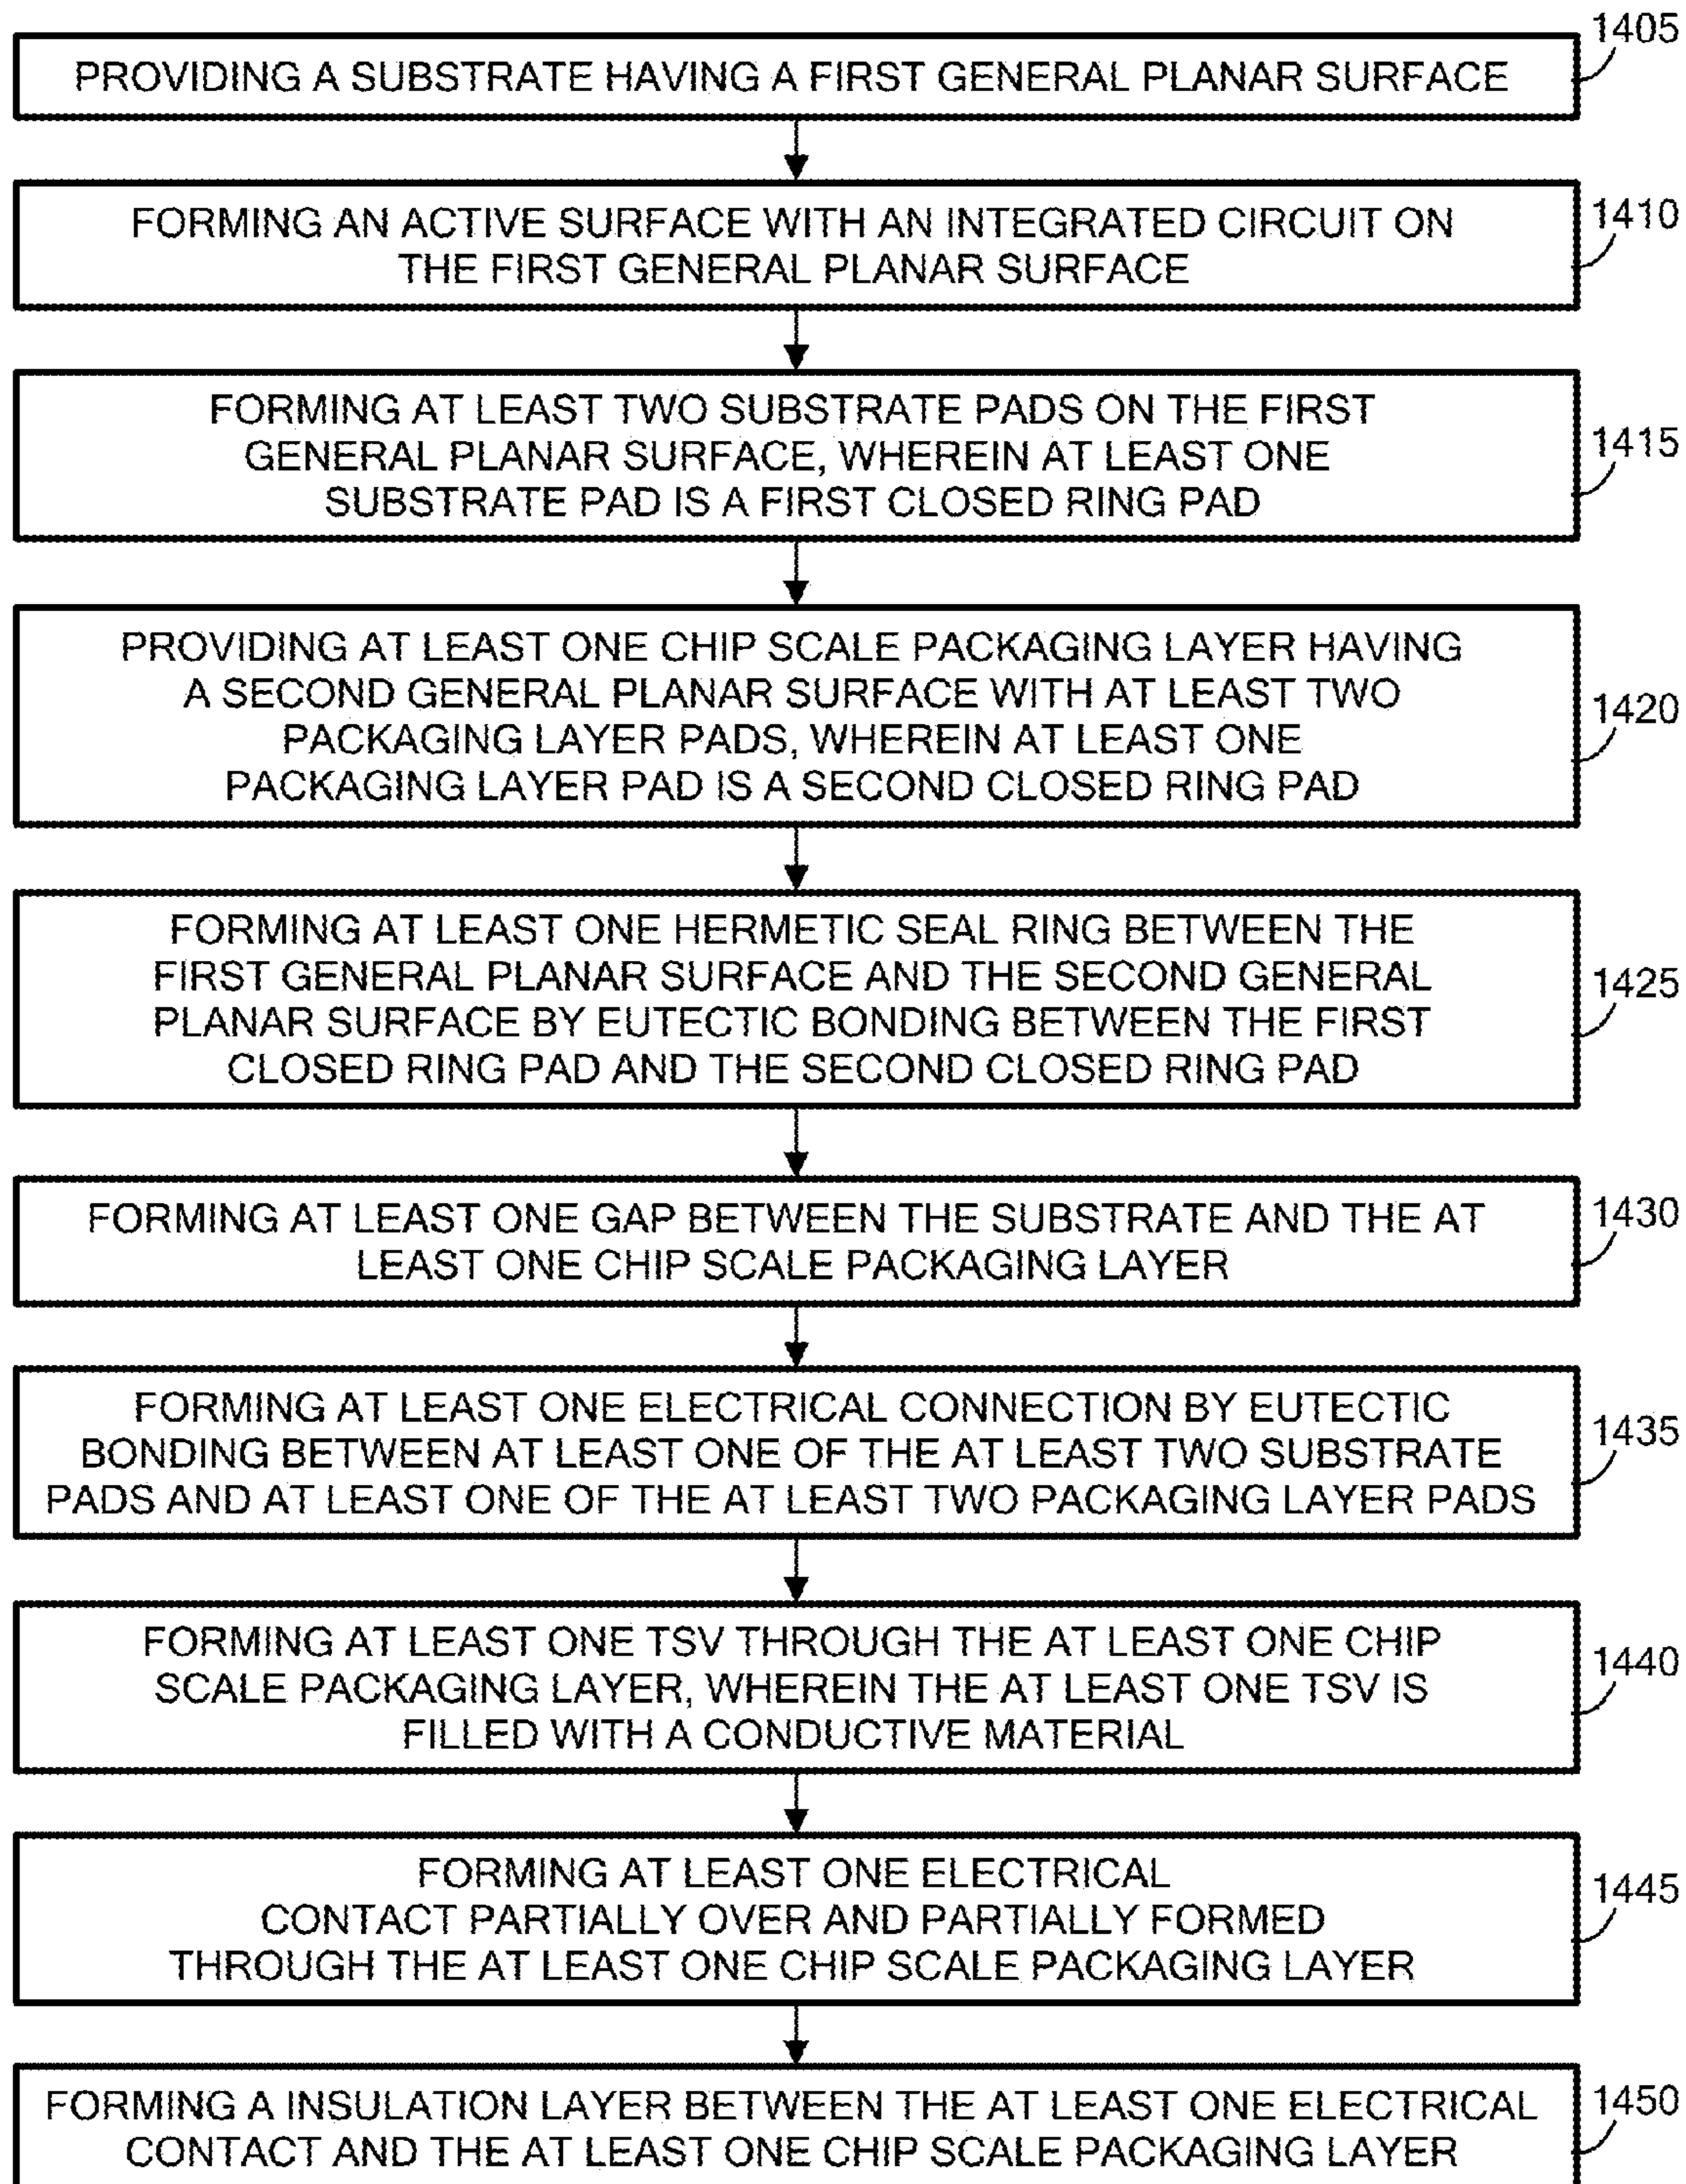 1405
PROVIDING A SUBSTRATE HAVING A FIRST GENERAL PLANAR SURFACE
1410
FORMING AN ACTIVE SURFACE WITH AN INTEGRATED CIRCUIT ON
THE FIRST GENERAL PLANAR SURFACE
1415
FORMING AT LEAST TWO SUBSTRATE PADS ON THE FIRST
GENERAL PLANAR SURFACE, WHEREIN AT LEAST ONE
SUBSTRATE PAD IS A FIRST CLOSED RING PAD
1420
PROVIDING AT LEAST ONE CHIP SCALE PACKAGING LAYER HAVING
A SECOND GENERAL PLANAR SURFACE WITH AT LEAST TWO
PACKAGING LAYER PADS, WHEREIN AT LEAST ONE
PACKAGING LAYER PAD IS A SECOND CLOSED RING PAD
1425
FORMING AT LEAST ONE HERMETIC SEAL RING BETWEEN THE
FIRST GENERAL PLANAR SURFACE AND THE SECOND GENERAL
PLANAR SURFACE BY EUTECTIC BONDING BETWEEN THE FIRST
CLOSED RING PAD AND THE SECOND CLOSED RING PAD
1430
FORMING AT LEAST ONE GAP BETWEEN THE SUBSTRATE AND THE AT
LEAST ONE CHIP SCALE PACKAGING LAYER
1435
FORMING AT LEAST ONE ELECTRICAL CONNECTION BY EUTECTIC
BONDING BETWEEN AT LEAST ONE OF THE AT LEAST TWO SUBSTRATE
PADS AND AT LEAST ONE OF THE AT LEAST TWO PACKAGING LAYER PADS
1440
FORMING AT LEAST ONE TSV THROUGH THE AT LEAST ONE CHIP
SCALE PACKAGING LAYER, WHEREIN THE AT LEAST ONE TSV IS
FILLED WITH A CONDUCTIVE MATERIAL
1445
FORMING AT LEAST ONE ELECTRICAL
CONTACT PARTIALLY OVER AND PARTIALLY FORMED
THROUGH THE AT LEAST ONE CHIP SCALE PACKAGING LAYER
1450
FORMING A INSULATION LAYER BETWEEN THE AT LEAST ONE ELECTRICAL
CONTACT AND THE AT LEAST ONE CHIP SCALE PACKAGING LAYER